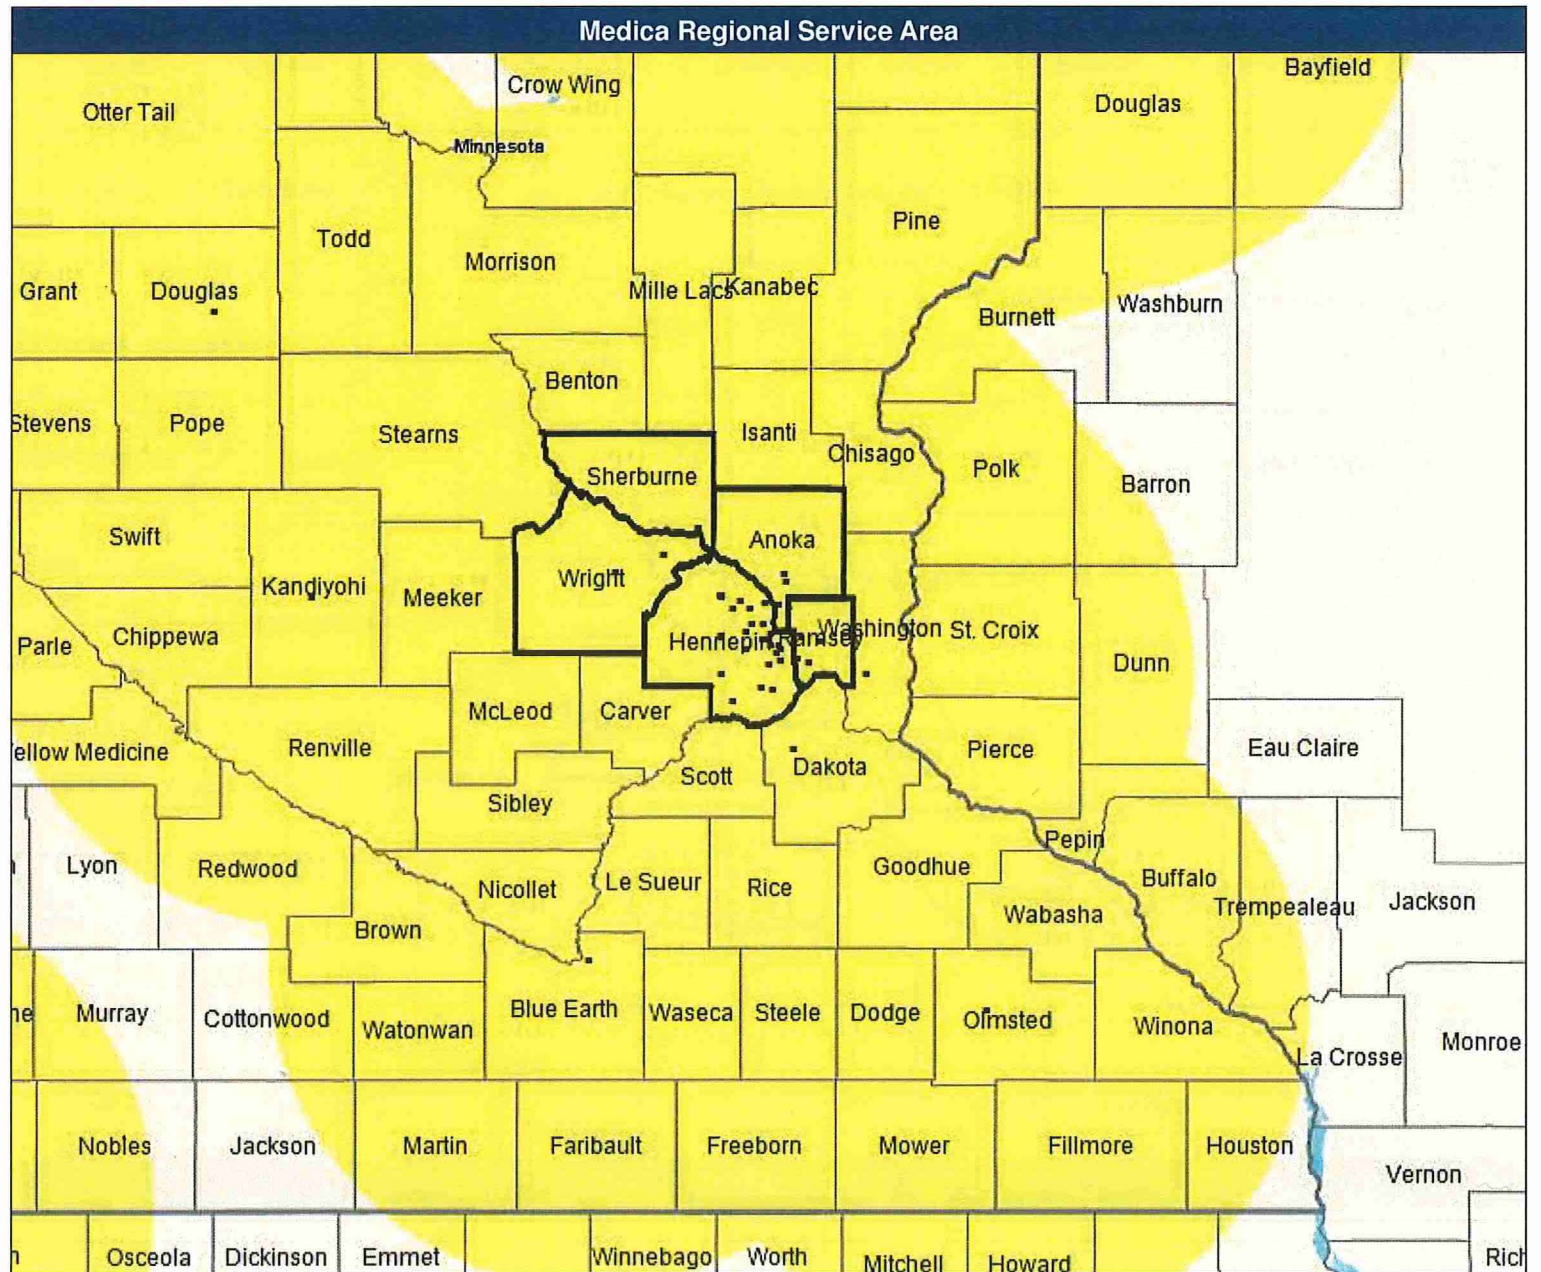 Medica Regional Service Area
Bayfield
Crow Wing
Douglas
Otter Tail
Minnesota
Pine
Todd
Morrison
Grant
Douglas
Mille Lacs
Kanabec
Washburn
Burnett
Benton
Stevens
Pope
Stearns
Isanti
Chisago
Polk
Sherburne
Barron
Swift
Anoka
Wright
Kandiyohi
Meeker
Parle
Chippewa
Hennepin
Ramsey
Washington
St. Croix
Dunn
McLeod
Carver
ellow Medicine
Renville
Pierce
Eau Claire
Scott
Dakota
Sibley
Pepin
Lyon
Redwood
Nicollet
Le Sueur
Rice
Goodhue
Buffalo
Trempealeau
Jackson
Wabasha
Brown
ne
Murray
Cottonwood
Watonwan
Blue Earth
Waseca
Steele
Dodge
Olmsted
Winona
La Crosse
Monroe
Nobles
Jackson
Martin
Faribault
Freeborn
Mower
Fillmore
Houston
Vernon
n
Osceola
Dickinson
Emmet
Winnebago
Worth
Mitchell
Howard
Rich